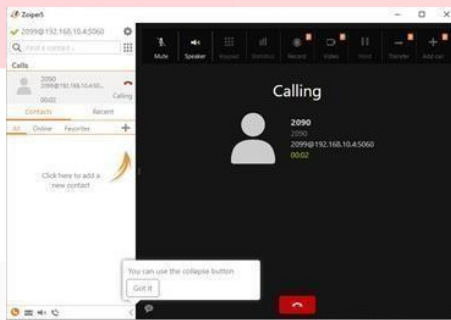 Zoiper5
2099@192.168.10.4:5060
Find a contact
Calls
2090
2099@192.168.10.4:50...
00:02
Calling
Contacts
Recent
All
Online
Favorites
Click here to add a
new contact
Mute
Speaker
Keypad
Statistics
Record
Video
Hold
Transfer
Add call
Calling
2090
2090
2099@192.168.10.4:5060
00:02
You can use the collapse button
Got it